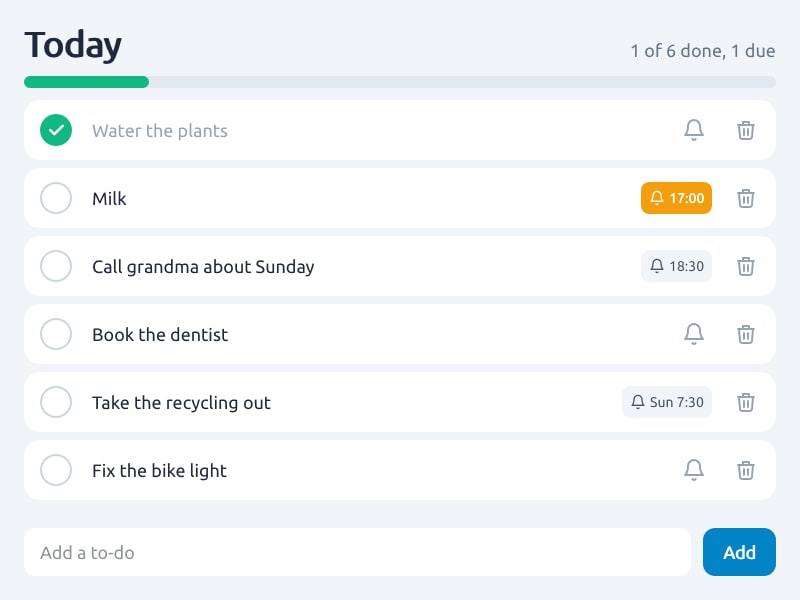 Today
1 of 6 done, 1 due
Water the plants
Milk
17:00
Call grandma about Sunday
18:30
Book the dentist
Take the recycling out
Sun 7:30
Fix the bike light
Add a to-do
Add